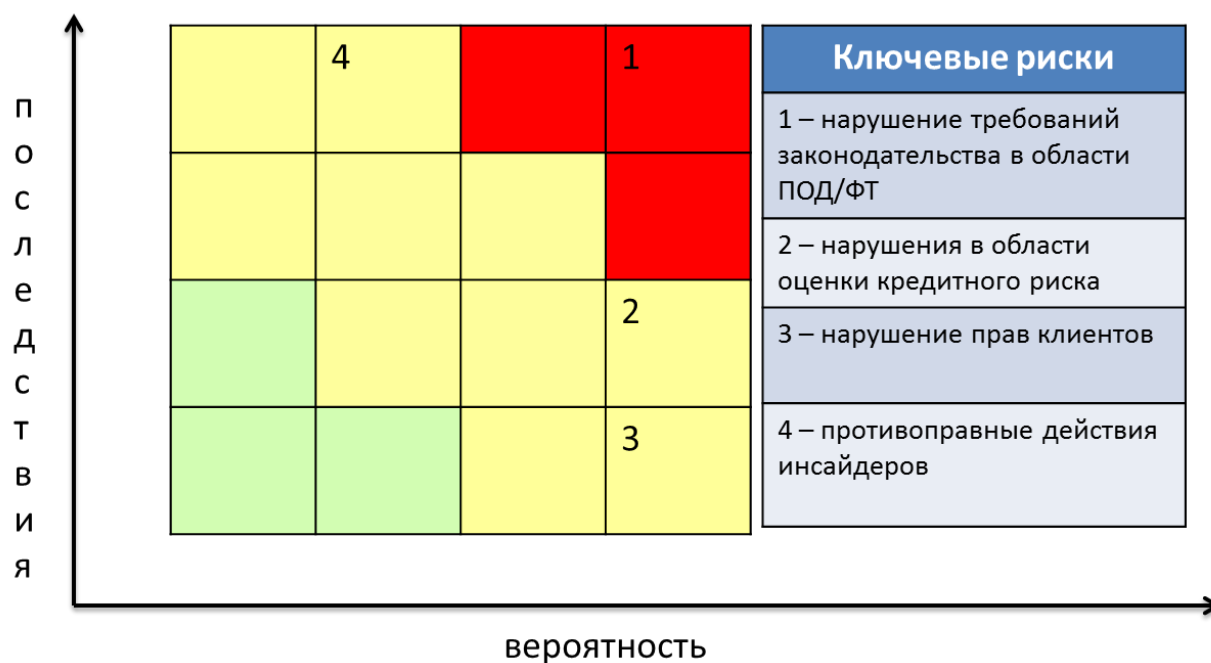 последствия
4
1
2
3
Ключевые риски
1 – нарушение требований
законодательства в области
ПОД/ФТ
2 – нарушения в области
оценки кредитного риска
3 – нарушение прав клиентов
4 – противоправные действия
инсайдеров
вероятность